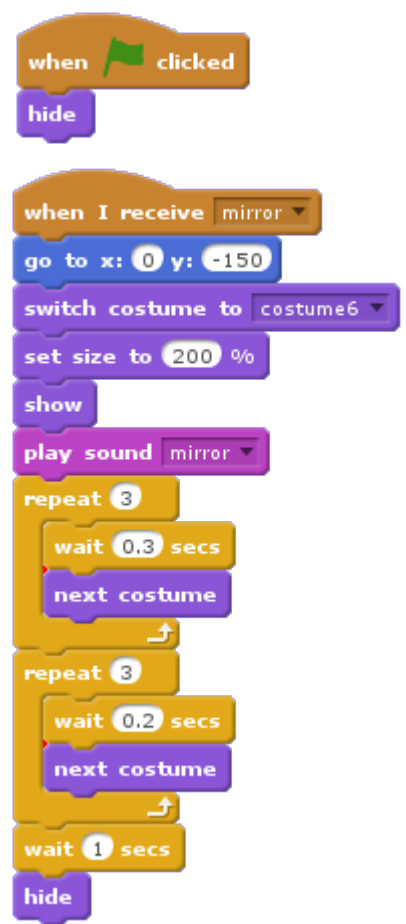 when clicked
hide
when I receive mirror
go to x: 0 y: -150
switch costume to costume6
set size to 200 %
show
play sound mirror
repeat 3
wait 0.3 secs
next costume
repeat 3
wait 0.2 secs
next costume
wait 1 secs
hide